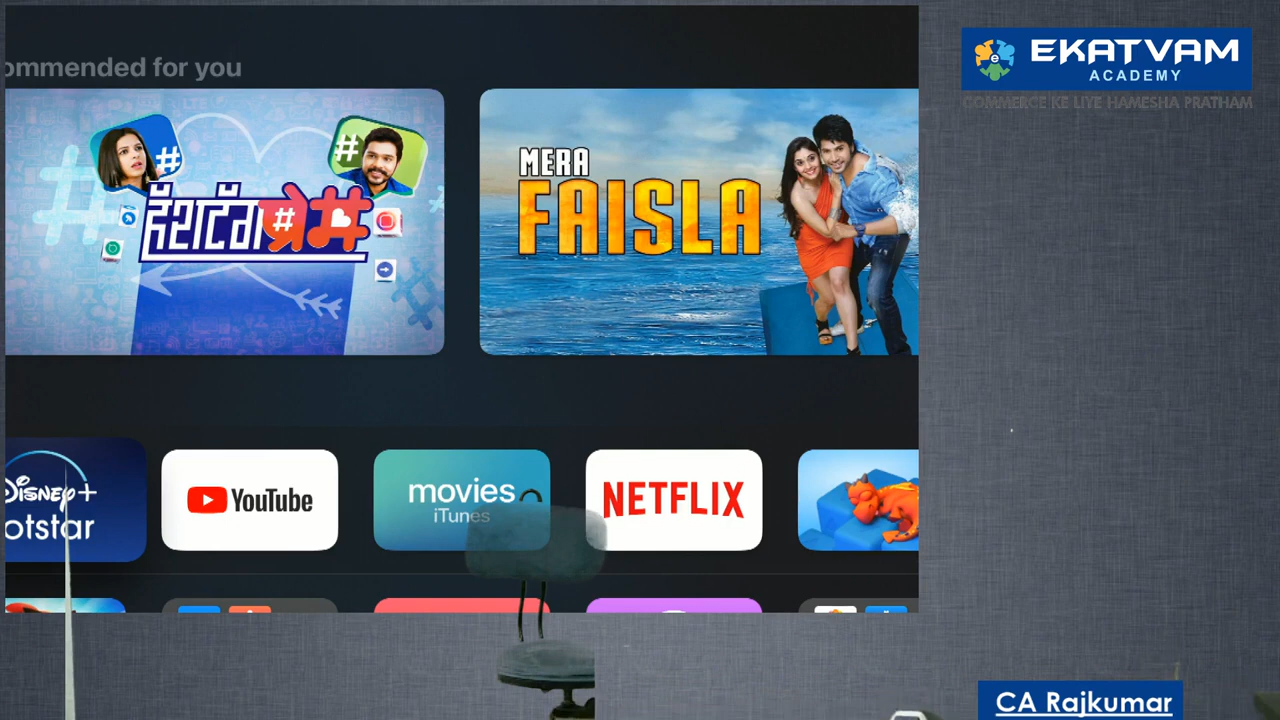 ommended for you
EKATVAM
ACADEMY
COMMERCE KE LIYE HAMESHA PRATHAM
#
#
हॅशटॅग प्रेम
#
MERA
FAISLA
Disney+
otstar
YouTube
movies
iTunes
NETFLIX
CA Rajkumar